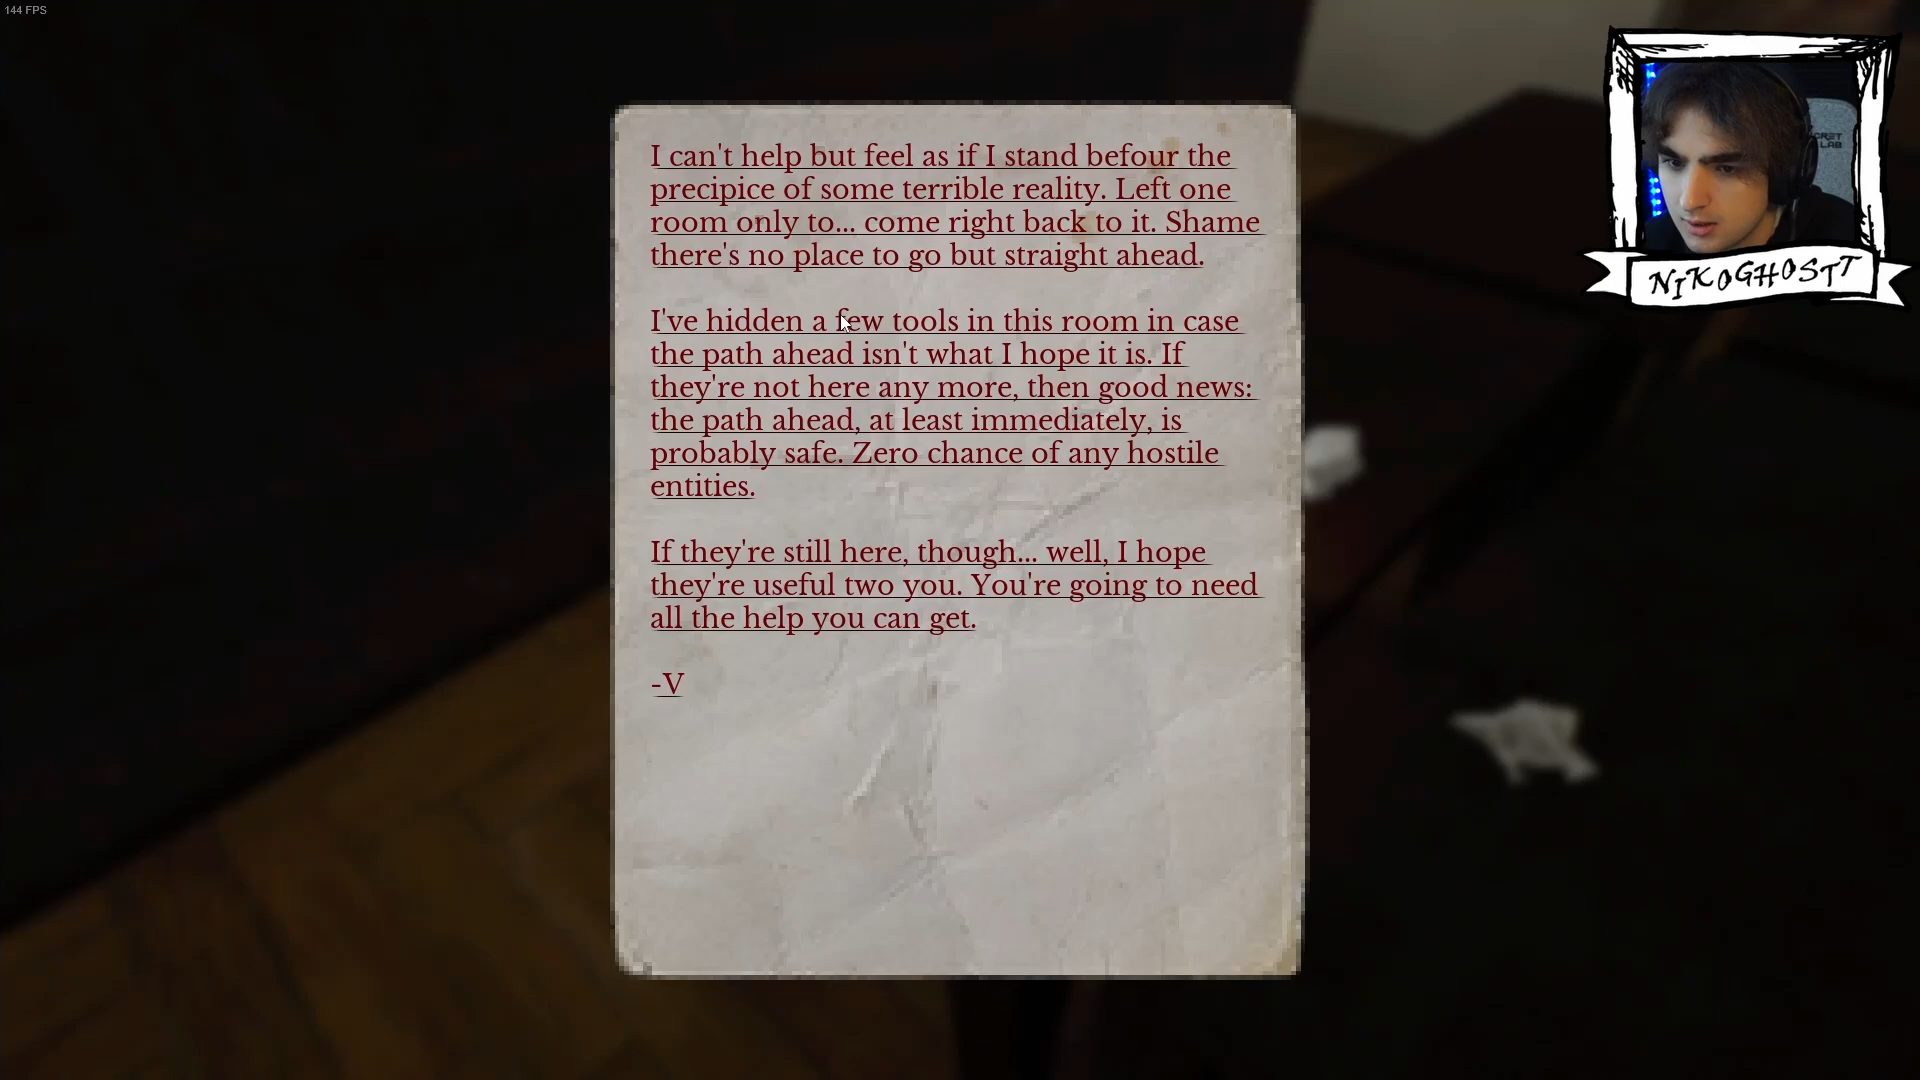 144 FPS
I can't help but feel as if I stand befour the
precipice of some terrible reality. Left one
room only to... come right back to it. Shame
there's no place to go but straight ahead.
I've hidden a few tools in this room in case
the path ahead isn't what I hope it is. If
they're not here any more, then good news:
the path ahead, at least immediately, is
probably safe. Zero chance of any hostile
entities.
If they're still here, though... well, I hope
they're useful two you. You're going to need
all the help you can get.
-V
NIKOGHOSTT